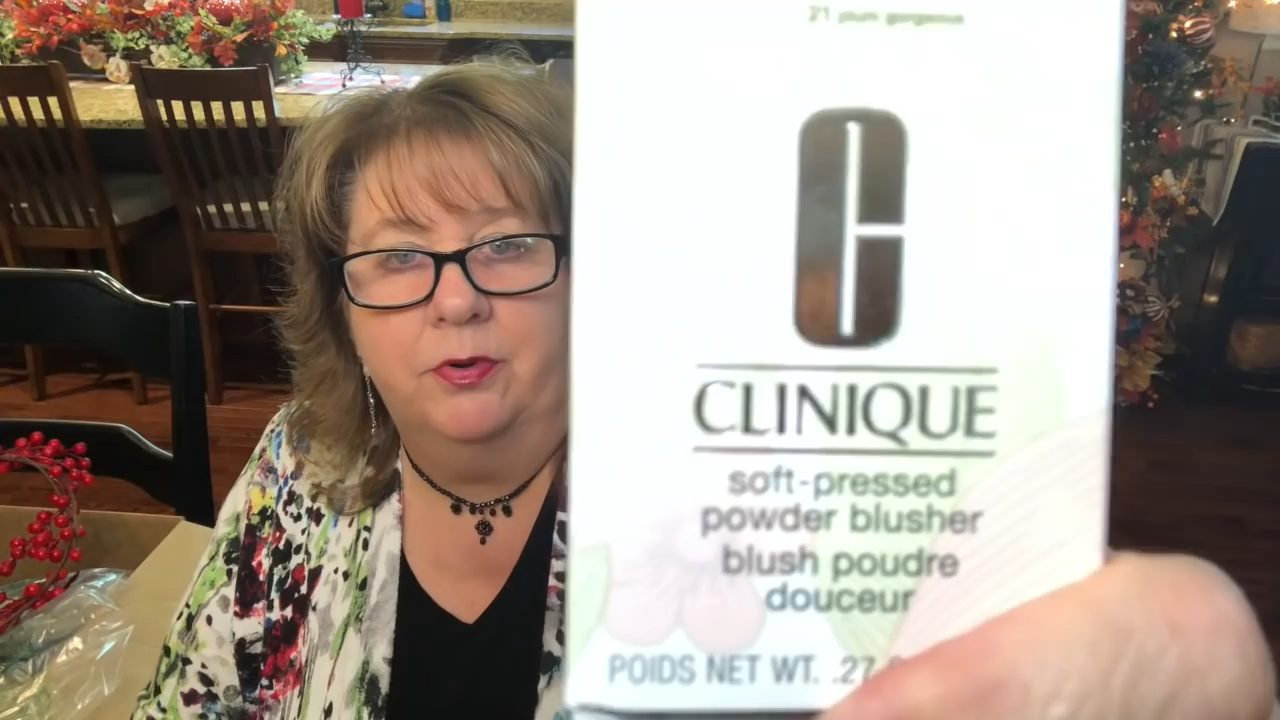 21 plum gorgeous
C
CLINIQUE
soft-pressed
powder blusher
blush poudre
douceur
POIDS NET WT. .27